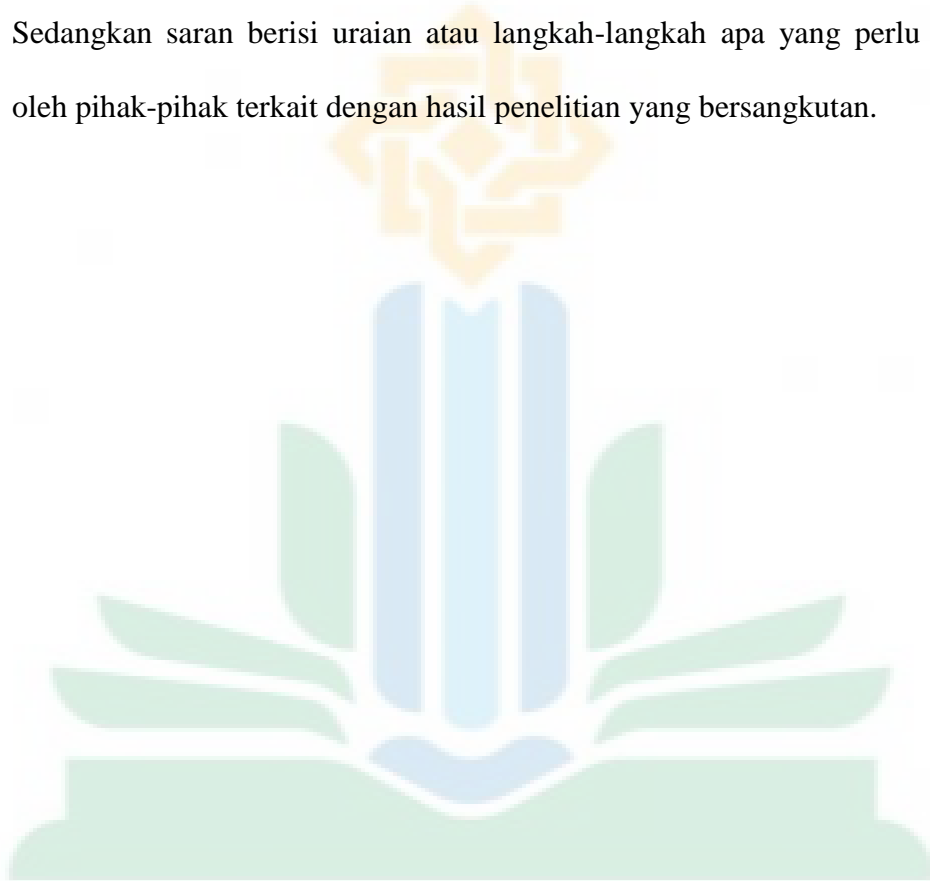 Sedangkan saran berisi uraian atau langkah-langkah apa yang perlu
oleh pihak-pihak terkait dengan hasil penelitian yang bersangkutan.